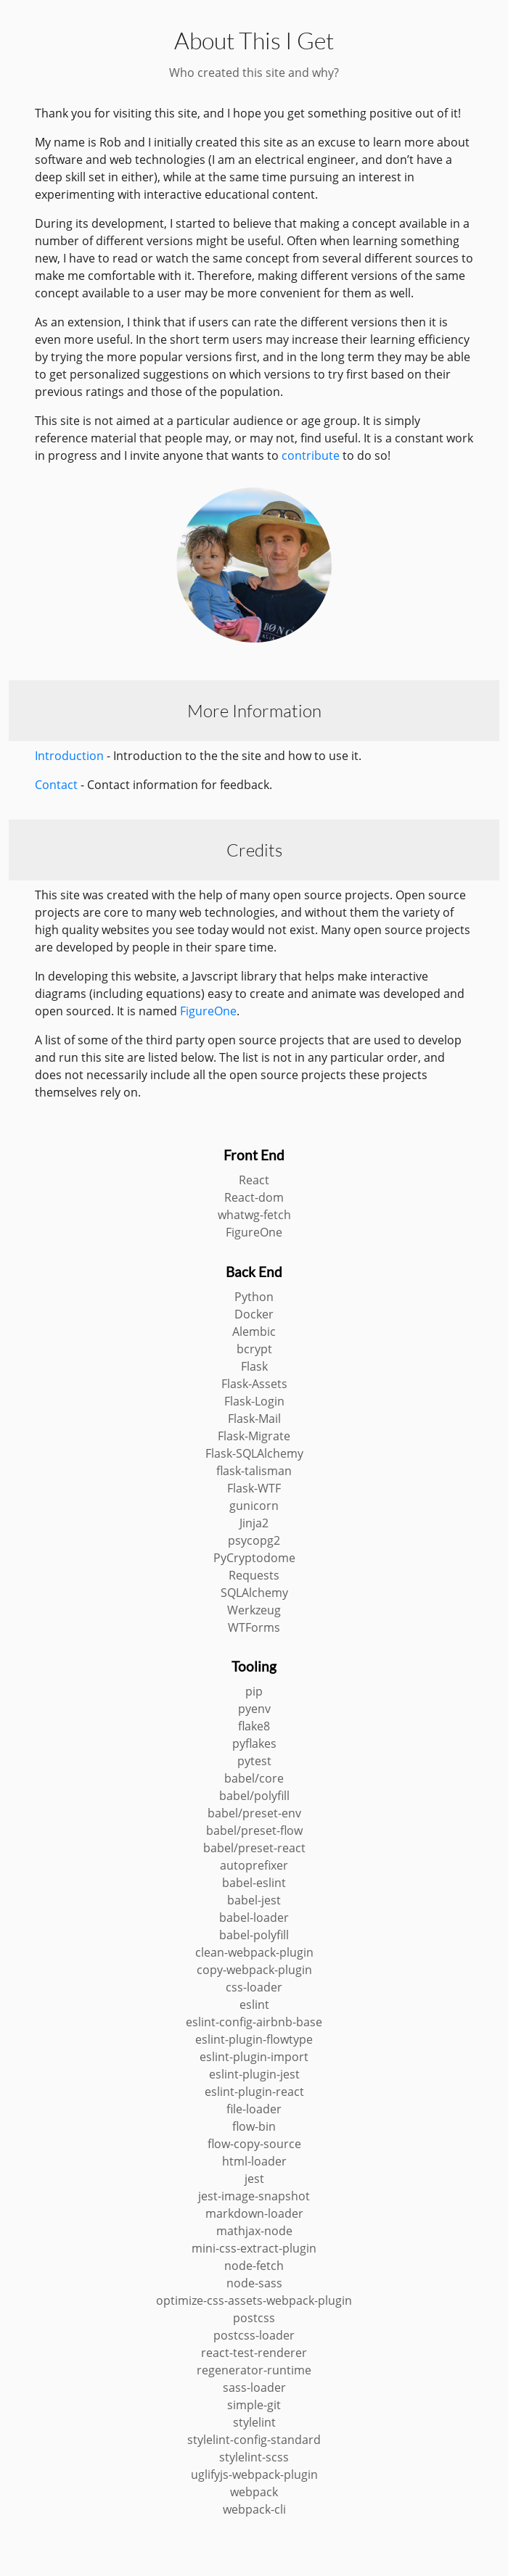 About This I Get
Who created this site and why?
Thank you for visiting this site, and I hope you get something positive out of it!
My name is Rob and I initially created this site as an excuse to learn more about
software and web technologies (I am an electrical engineer, and don’t have a
deep skill set in either), while at the same time pursuing an interest in
experimenting with interactive educational content.
During its development, I started to believe that making a concept available in a
number of different versions might be useful. Often when learning something
new, I have to read or watch the same concept from several different sources to
make me comfortable with it. Therefore, making different versions of the same
concept available to a user may be more convenient for them as well.
As an extension, I think that if users can rate the different versions then it is
even more useful. In the short term users may increase their learning efficiency
by trying the more popular versions first, and in the long term they may be able
to get personalized suggestions on which versions to try first based on their
previous ratings and those of the population.
This site is not aimed at a particular audience or age group. It is simply
reference material that people may, or may not, find useful. It is a constant work
in progress and I invite anyone that wants to contribute to do so!
More Information
Introduction - Introduction to the the site and how to use it.
Contact - Contact information for feedback.
Credits
This site was created with the help of many open source projects. Open source
projects are core to many web technologies, and without them the variety of
high quality websites you see today would not exist. Many open source projects
are developed by people in their spare time.
In developing this website, a Javscript library that helps make interactive
diagrams (including equations) easy to create and animate was developed and
open sourced. It is named FigureOne.
A list of some of the third party open source projects that are used to develop
and run this site are listed below. The list is not in any particular order, and
does not necessarily include all the open source projects these projects
themselves rely on.
Front End
React
React-dom
whatwg-fetch
FigureOne
Back End
Python
Docker
Alembic
bcrypt
Flask
Flask-Assets
Flask-Login
Flask-Mail
Flask-Migrate
Flask-SQLAlchemy
flask-talisman
Flask-WTF
gunicorn
Jinja2
psycopg2
PyCryptodome
Requests
SQLAlchemy
Werkzeug
WTForms
Tooling
pip
pyenv
flake8
pyflakes
pytest
babel/core
babel/polyfill
babel/preset-env
babel/preset-flow
babel/preset-react
autoprefixer
babel-eslint
babel-jest
babel-loader
babel-polyfill
clean-webpack-plugin
copy-webpack-plugin
css-loader
eslint
eslint-config-airbnb-base
eslint-plugin-flowtype
eslint-plugin-import
eslint-plugin-jest
eslint-plugin-react
file-loader
flow-bin
flow-copy-source
html-loader
jest
jest-image-snapshot
markdown-loader
mathjax-node
mini-css-extract-plugin
node-fetch
node-sass
optimize-css-assets-webpack-plugin
postcss
postcss-loader
react-test-renderer
regenerator-runtime
sass-loader
simple-git
stylelint
stylelint-config-standard
stylelint-scss
uglifyjs-webpack-plugin
webpack
webpack-cli